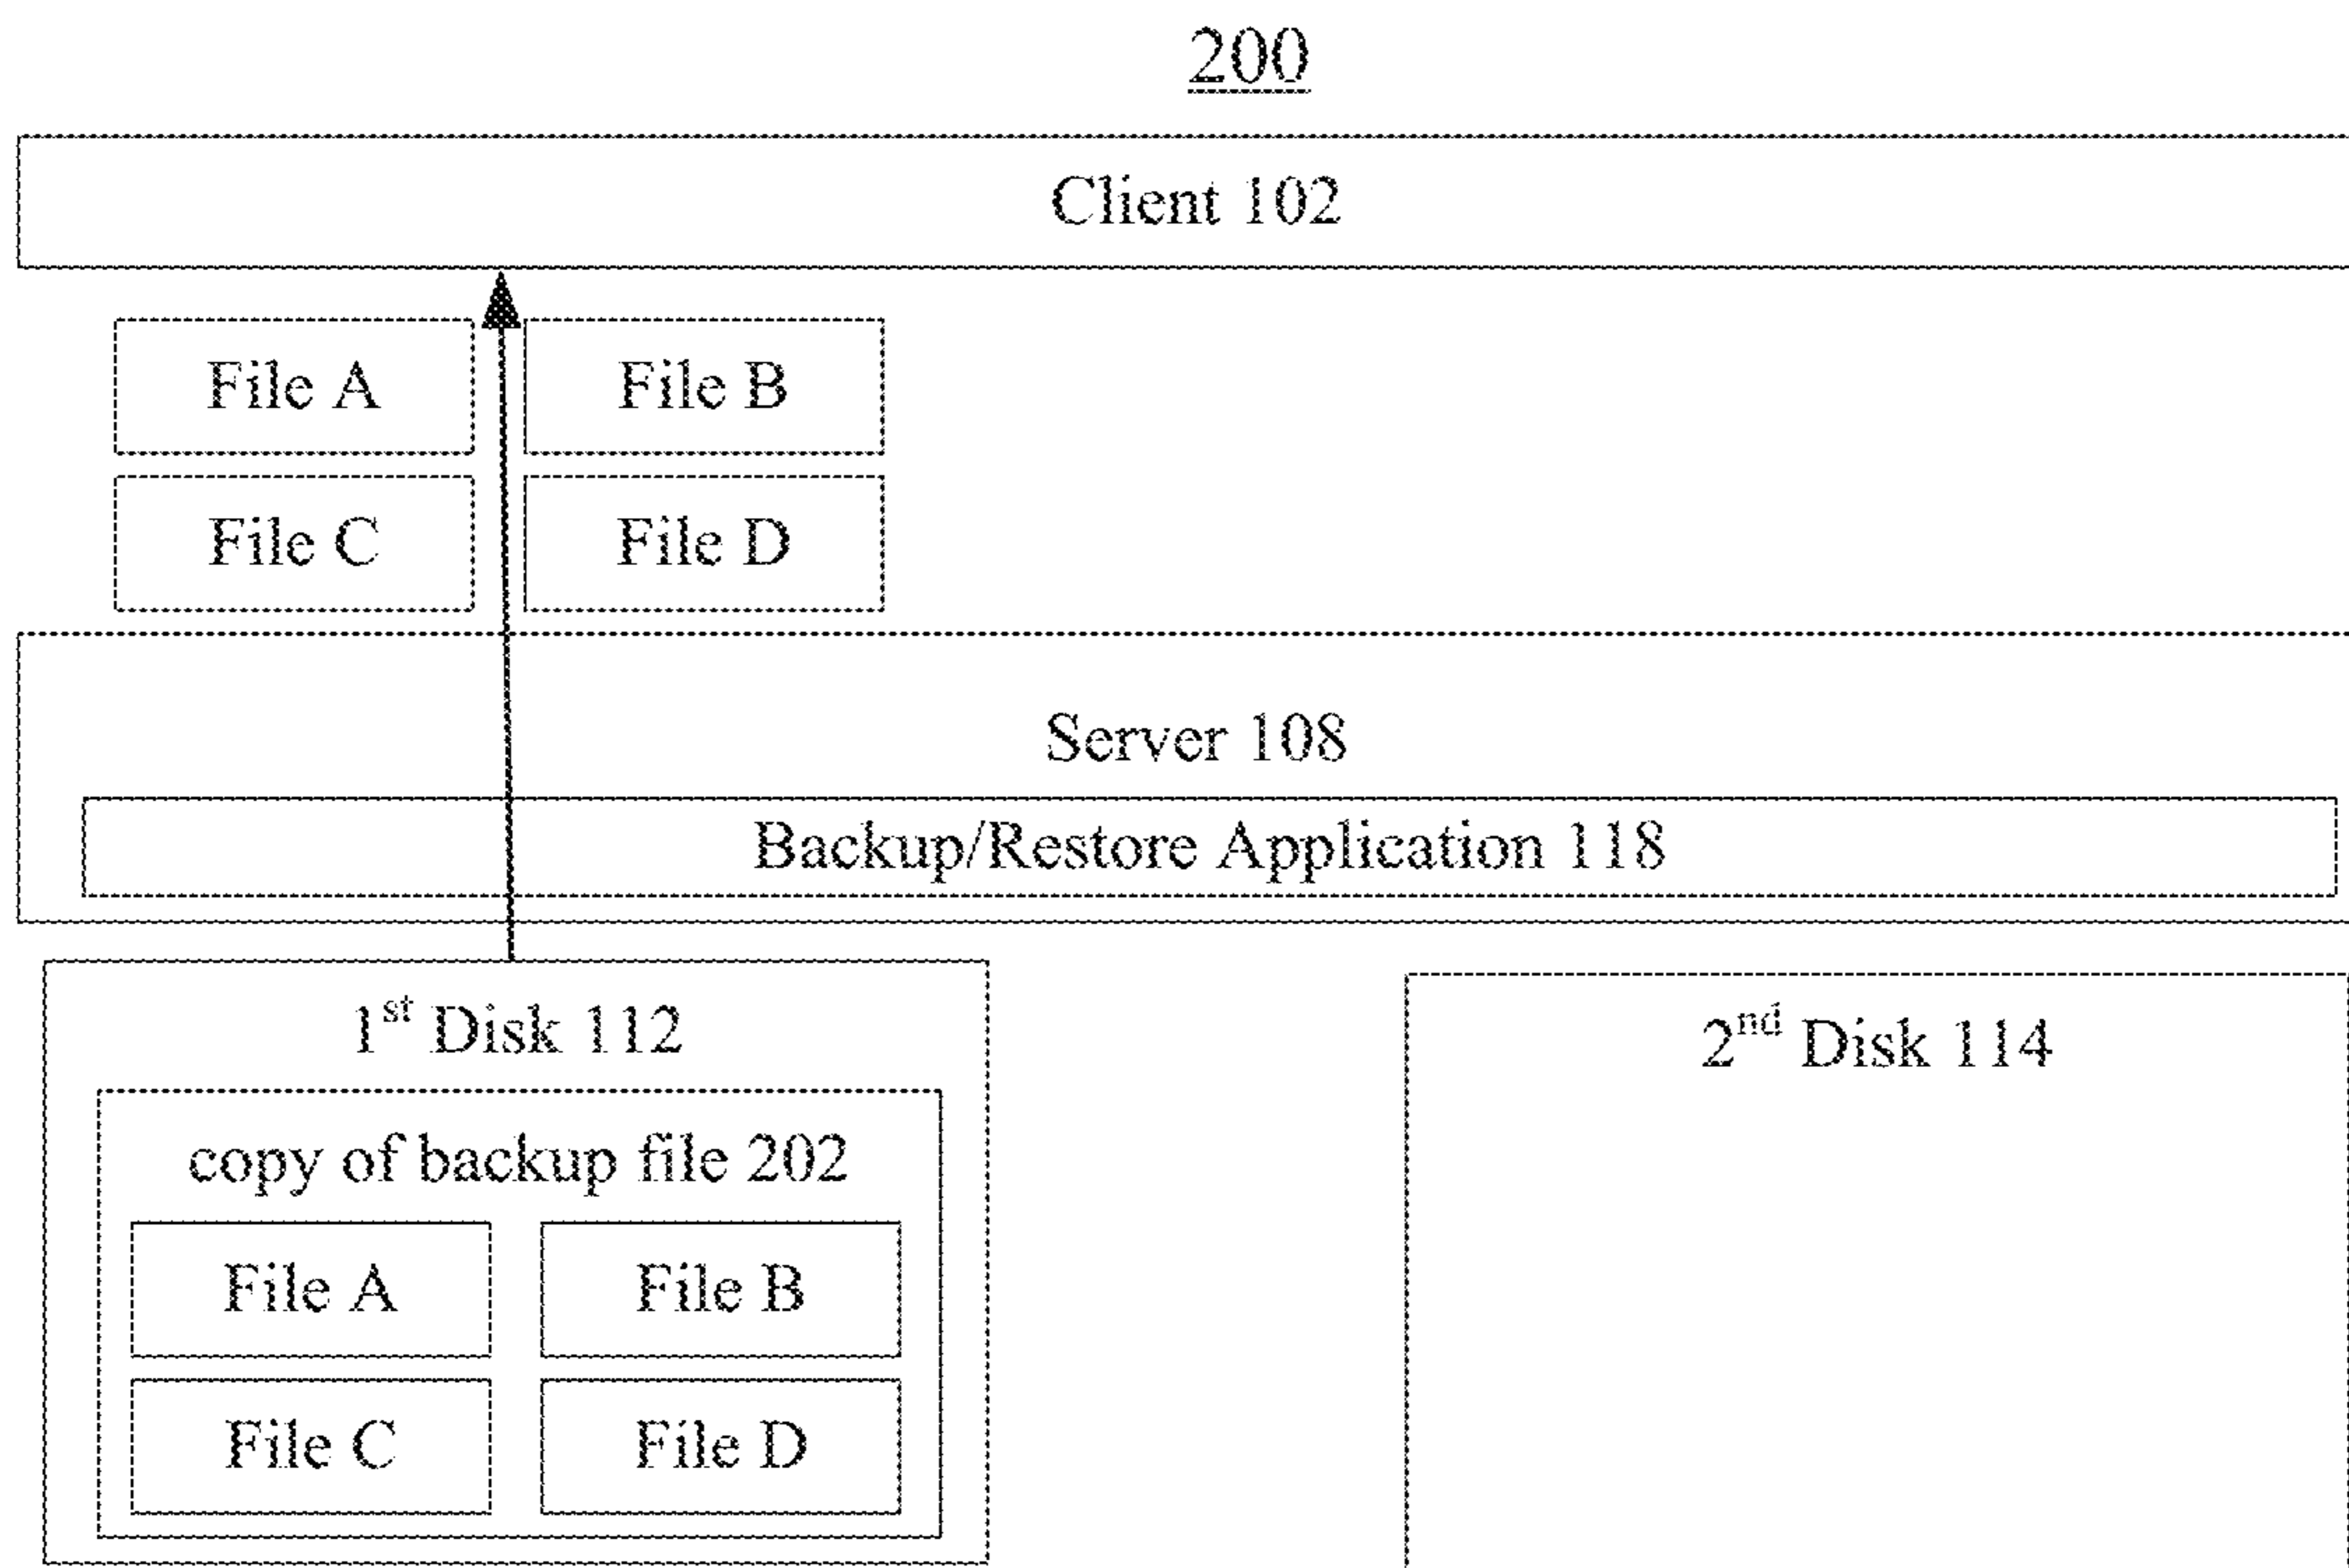 200
Client 102
File A File B
File C File D
Server 108
Backup/Restore Application 118
1st Disk 112
2nd Disk 114
copy of backup file 202
File A File B
File C File D